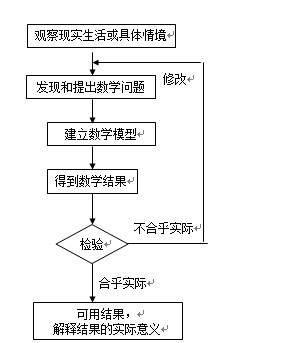 观察现实生活或具体情境
修改
发现和提出数学问题
建立数学模型
得到数学结果
不合乎实际
检验
合乎实际
可用结果，
解释结果的实际意义